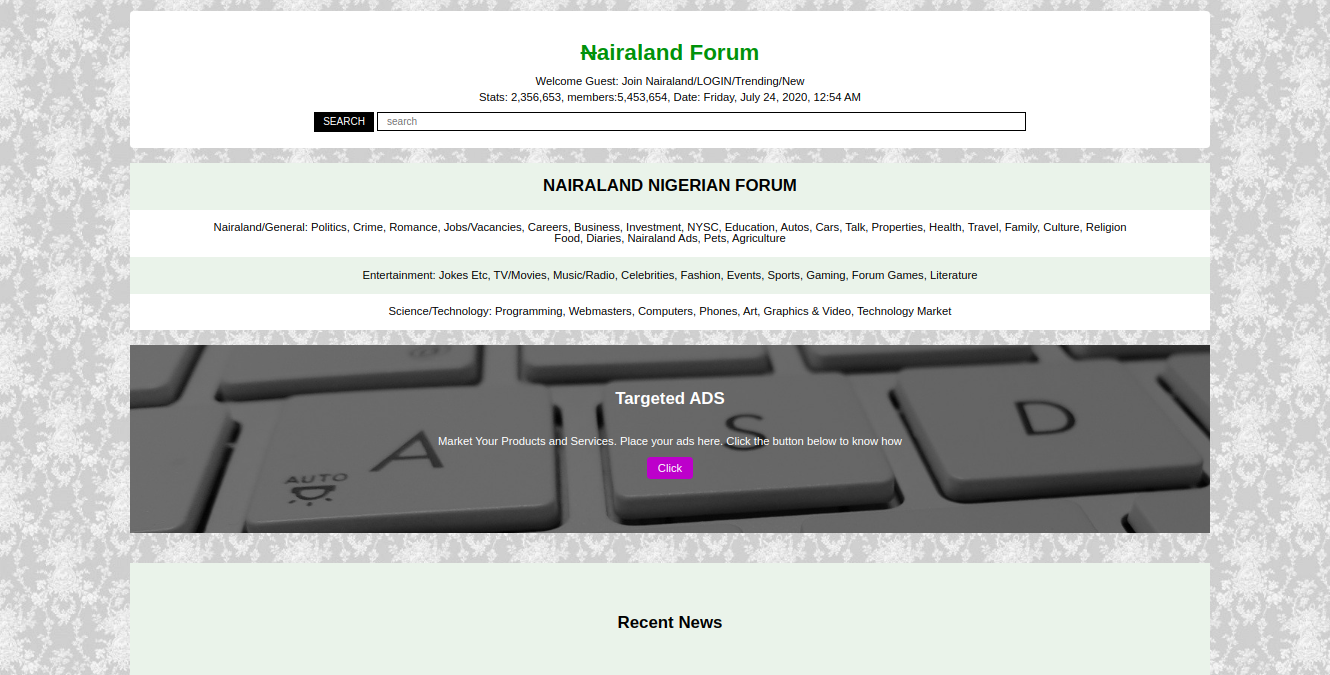 ₦airaland Forum
Welcome Guest: Join Nairaland/LOGIN/Trending/New
Stats: 2,356,653, members:5,453,654, Date: Friday, July 24, 2020, 12:54 AM
SEARCH search
NAIRALAND NIGERIAN FORUM
Nairaland/General: Politics, Crime, Romance, Jobs/Vacancies, Careers, Business, Investment, NYSC, Education, Autos, Cars, Talk, Properties, Health, Travel, Family, Culture, Religion
Food, Diaries, Nairaland Ads, Pets, Agriculture
Entertainment: Jokes Etc, TV/Movies, Music/Radio, Celebrities, Fashion, Events, Sports, Gaming, Forum Games, Literature
Science/Technology: Programming, Webmasters, Computers, Phones, Art, Graphics & Video, Technology Market
Targeted ADS
A S D
Market Your Products and Services. Place your ads here. Click the button below to know how
Click
AUTO
Recent News